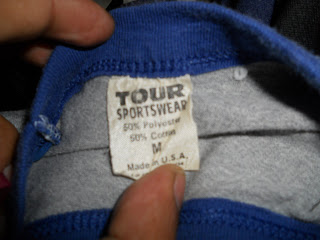 TOUR
SPORTSWEAR
50% Polyester
50% Cotton
M
Made in U.S.A.